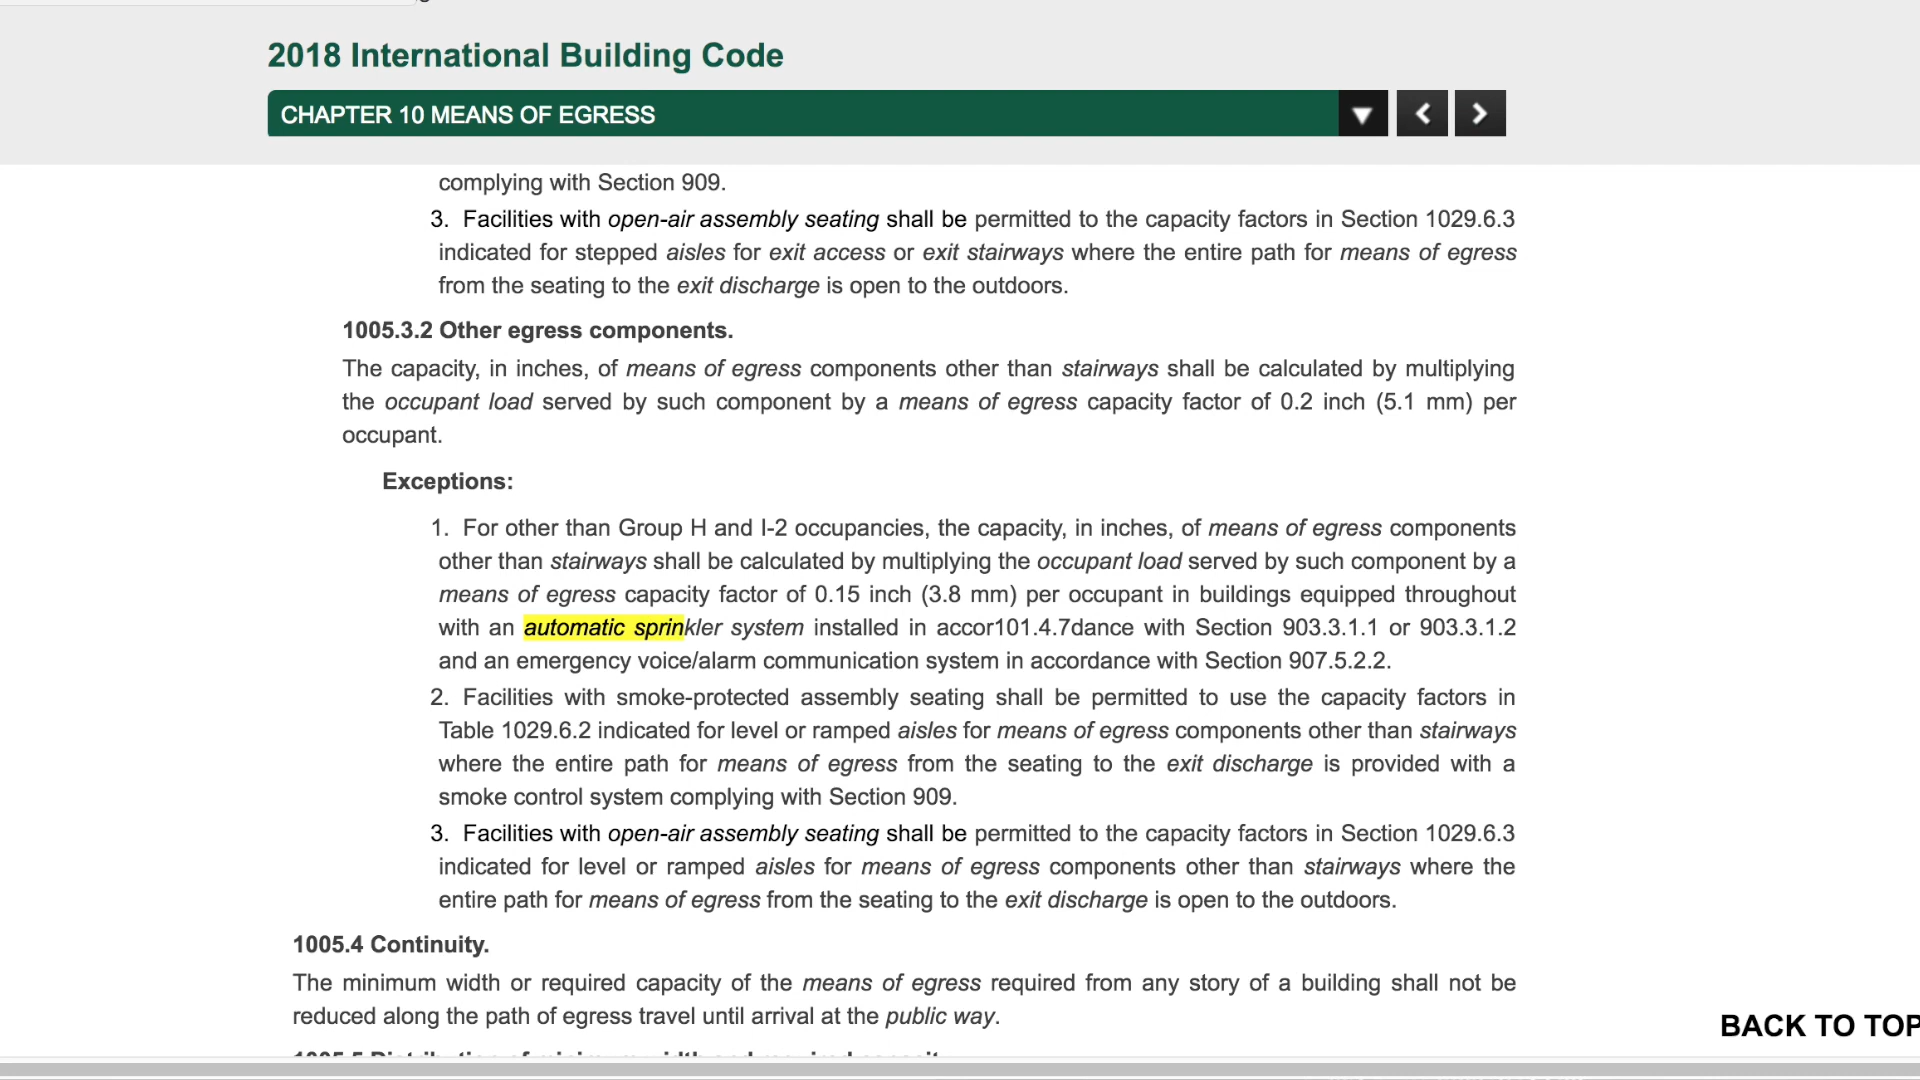 2018 International Building Code
CHAPTER 10 MEANS OF EGRESS
complying with Section 909.
3. Facilities with open-air assembly seating shall be permitted to the capacity factors in Section 1029.6.3
indicated for stepped aisles for exit access or exit stairways where the entire path for means of egress
from the seating to the exit discharge is open to the outdoors.
1005.3.2 Other egress components.
The capacity, in inches, of means of egress components other than stairways shall be calculated by multiplying
the occupant load served by such component by a means of egress capacity factor of 0.2 inch (5.1 mm) per
occupant.
Exceptions:
1. For other than Group H and I-2 occupancies, the capacity, in inches, of means of egress components
other than stairways shall be calculated by multiplying the occupant load served by such component by a
means of egress capacity factor of 0.15 inch (3.8 mm) per occupant in buildings equipped throughout
with an automatic sprinkler system installed in accor101.4.7dance with Section 903.3.1.1 or 903.3.1.2
and an emergency voice/alarm communication system in accordance with Section 907.5.2.2.
2. Facilities with smoke-protected assembly seating shall be permitted to use the capacity factors in
Table 1029.6.2 indicated for level or ramped aisles for means of egress components other than stairways
where the entire path for means of egress from the seating to the exit discharge is provided with a
smoke control system complying with Section 909.
3. Facilities with open-air assembly seating shall be permitted to the capacity factors in Section 1029.6.3
indicated for level or ramped aisles for means of egress components other than stairways where the
entire path for means of egress from the seating to the exit discharge is open to the outdoors.
1005.4 Continuity.
The minimum width or required capacity of the means of egress required from any story of a building shall not be
reduced along the path of egress travel until arrival at the public way.
BACK TO TOP